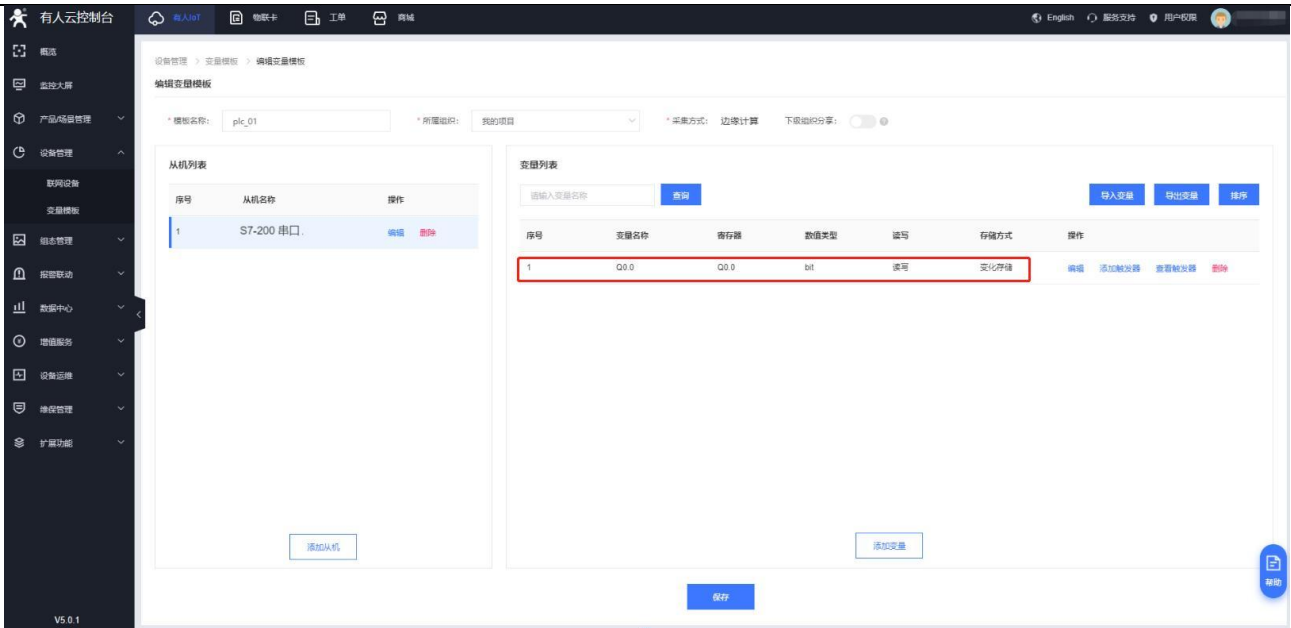 有人云控制台 有人IoT 物联卡 工单 商城 English 服务支持 用户权限
概览
监控大屏
产品/场景管理
设备管理
联网设备
变量模板
组态管理
报警联动
数据中心
增值服务
设备运维
维保管理
扩展功能
V5.0.1
设备管理 > 变量模板 > 编辑变量模板
编辑变量模板
*模板名称: plc_01 *所属组织: 我的项目 *采集方式: 边缘计算 下级组织分享:
从机列表
序号 从机名称 操作
1 S7-200 串口. 编辑 删除
添加从机
变量列表
请输入变量名称 查询 导入变量 导出变量 排序
序号 变量名称 寄存器 数值类型 读写 存储方式 操作
1 Q0.0 Q0.0 bit 读写 变化存储 编辑 添加触发器 查看触发器 删除
添加变量
保存
帮助